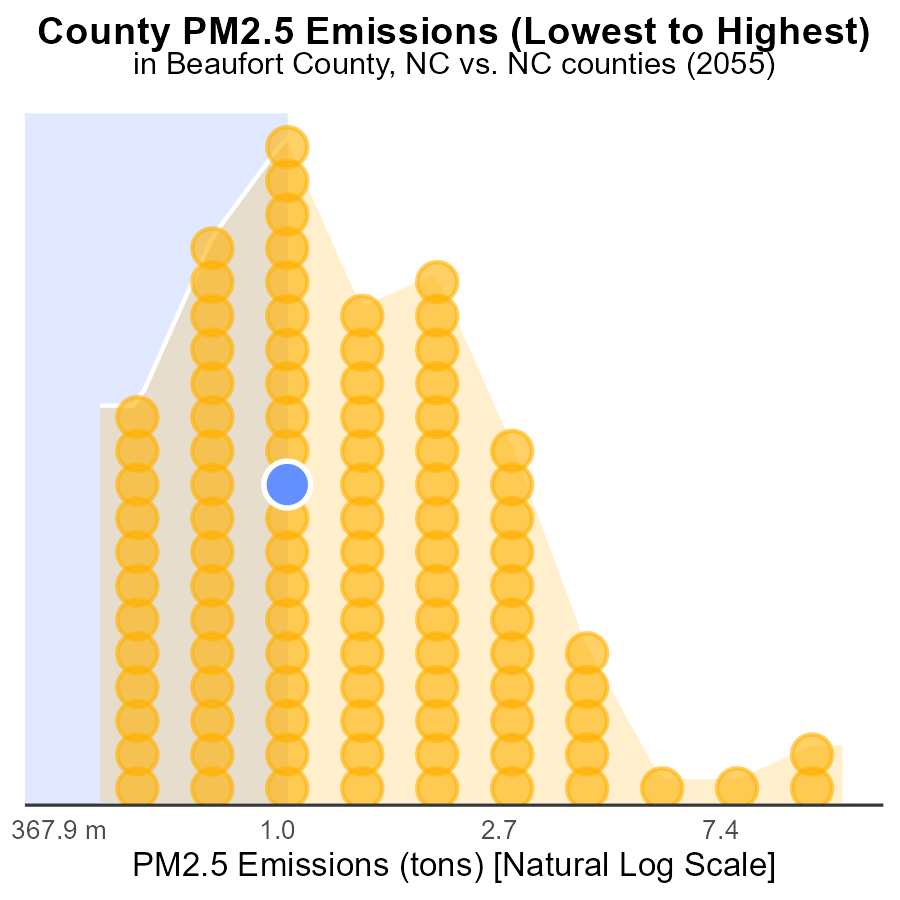 County PM2.5 Emissions (Lowest to Highest)
in Beaufort County, NC vs. NC counties (2055)
367.9 m 1.0 2.7 7.4
PM2.5 Emissions (tons) [Natural Log Scale]